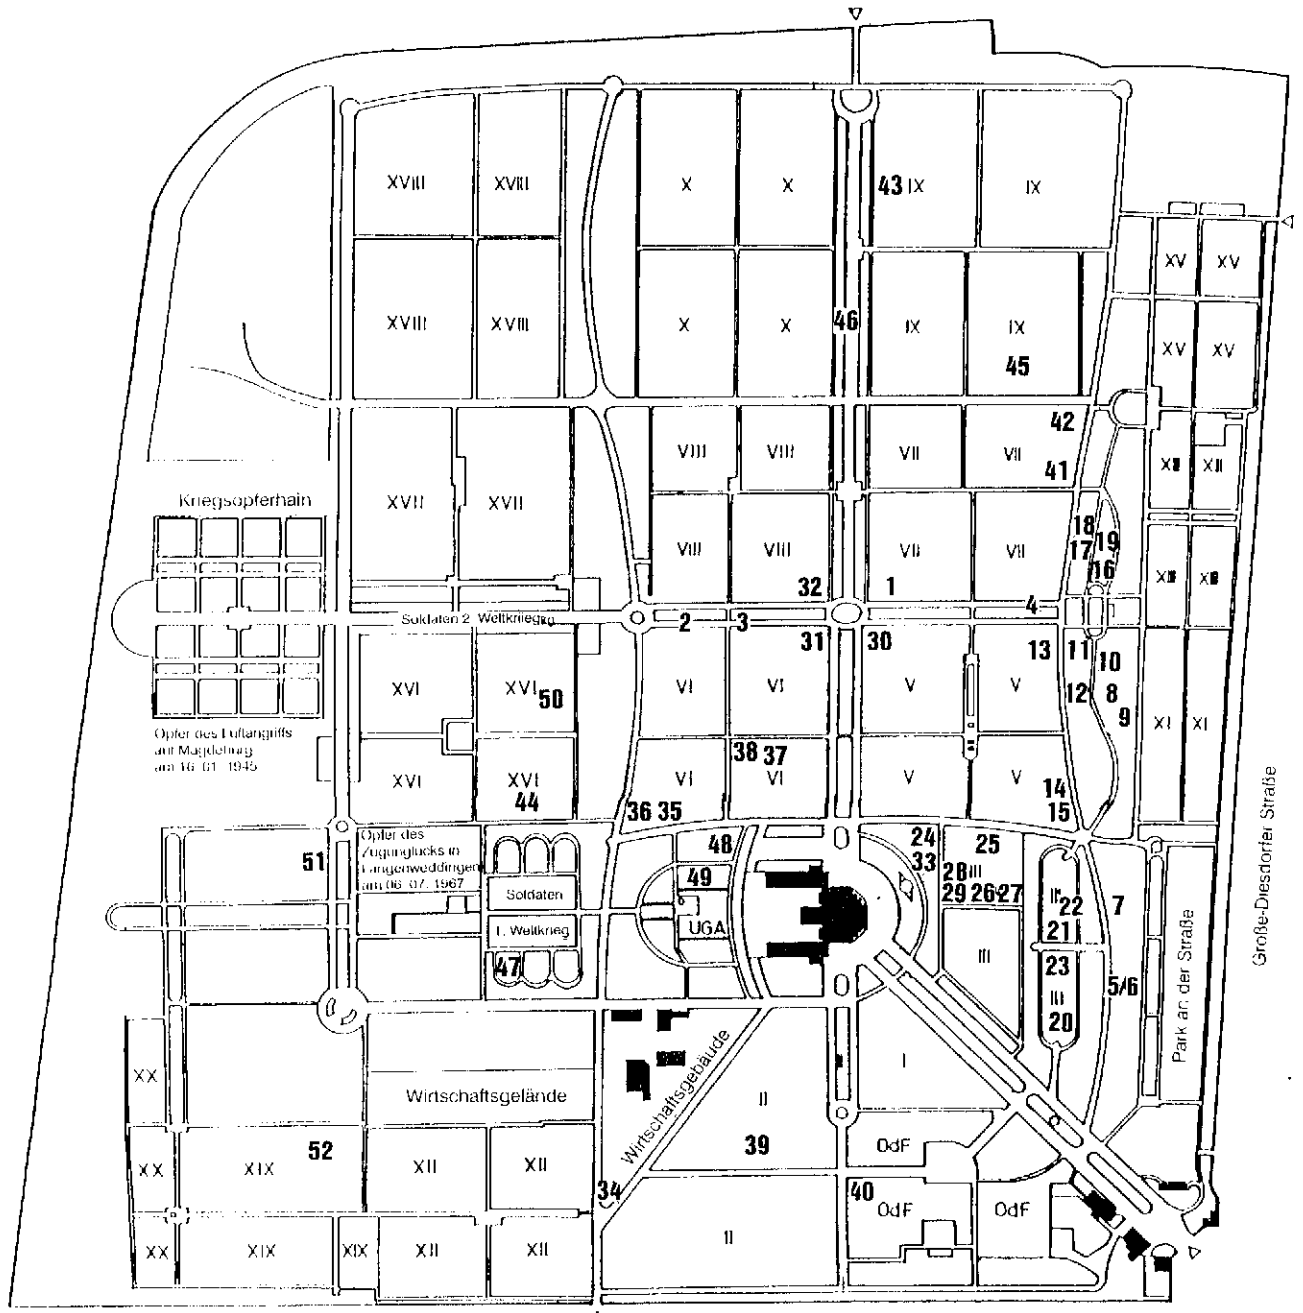 XVIII
XVIII
X
X
43
IX
IX
XV
XV
XVIII
XVIII
X
X
46
IX
IX
45
XV
XV
42
VIII
VIII
VII
VII
41
XII
Kriegsopferhain
XVII
XVII
18
19
17
16
VIII
VIII
VII
VII
32
1
4
Soldaten 2. Weltkrieg
2
3
31
30
13
11
10
12
8
9
XVI
XVI
50
VI
VI
V
V
XI
XI
Opfer des Luftangriffs
auf Magdeburg
am 16. 01. 1945
38
37
XVI
XVI
44
VI
VI
V
V
14
15
36
35
Große-Diesdorfer Straße
51
Opfer des
Zugunglücks in
Langenweddingen
am 06. 07. 1967
48
24
33
25
49
28
III
29
26
27
Soldaten
1. Weltkrieg
47
UGA
III
22
21
23
III
20
7
5/6
Park an der Straße
XX
Wirtschaftsgelände
Wirtschaftsgebäude
II
I
39
OdF
XX
XIX
52
XII
XII
34
40
OdF
OdF
XX
XIX
XIX
XII
XII
II